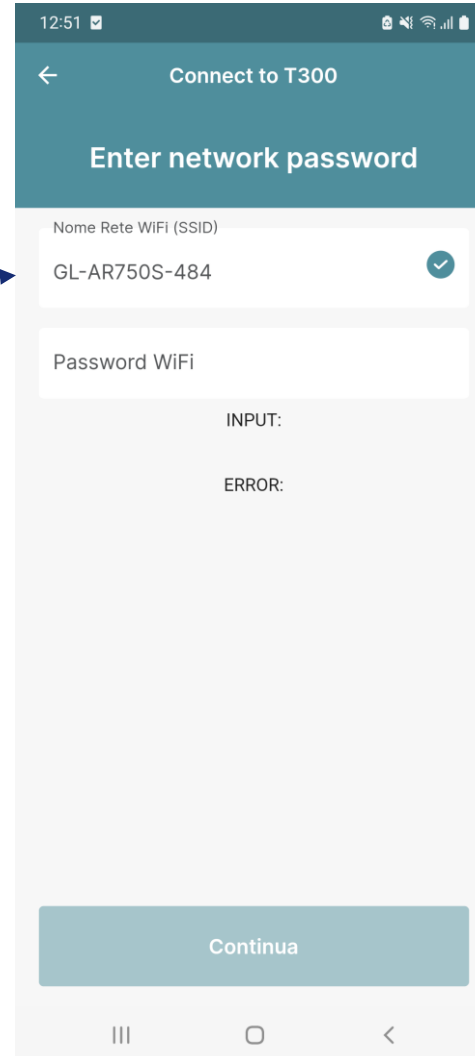 12:51
Connect to T300
Enter network password
Nome Rete WiFi (SSID)
GL-AR750S-484
Password WiFi
INPUT:
ERROR:
Continua